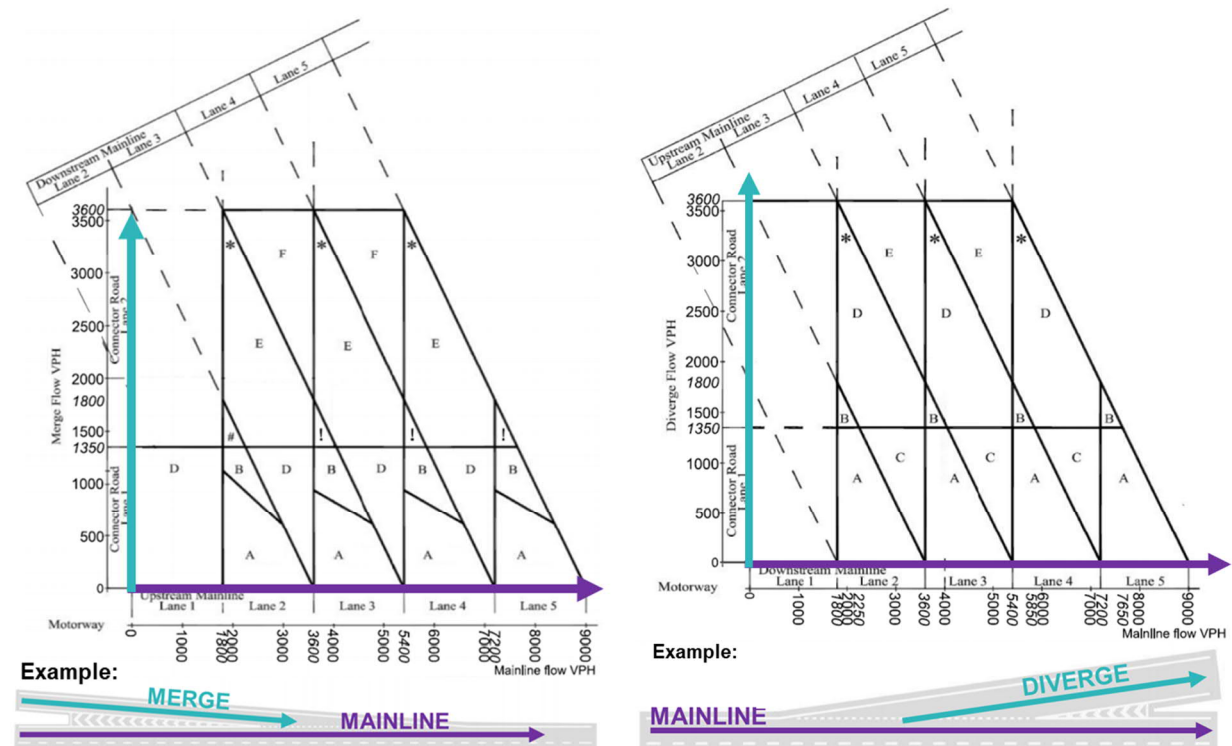 Downstream Mainline
Lane 2
Lane 3
Lane 4
Lane 5
Merge Flow VPH
Connector Road
Lane 2
Connector Road
Lane 1
3600
3500
3000
2500
2000
1800
1500
1350
1000
500
0
*
F
*
F
*
E
E
E
#
!
!
!
D
B
D
B
D
B
D
B
A
A
A
A
Upstream Mainline
Lane 1
Lane 2
Lane 3
Lane 4
Lane 5
Motorway
0
1000
1800
2000
3000
3600
4000
5000
5400
6000
7000
7200
8000
9000
Mainline flow VPH
Example:
MERGE
MAINLINE
Upstream Mainline
Lane 2
Lane 3
Lane 4
Lane 5
Diverge Flow VPH
Connector Road
Lane 2
Connector Road
Lane 1
3600
3500
3000
2500
2000
1800
1500
1350
1000
500
0
*
E
*
E
*
D
D
D
B
B
B
B
A
C
A
C
A
C
A
Downstream Mainline
Lane 1
Lane 2
Lane 3
Lane 4
Lane 5
Motorway
0
1000
1800
2000
2250
3000
3600
4000
5000
5400
5850
6000
7000
7200
7650
9000
Mainline flow VPH
Example:
MAINLINE
DIVERGE